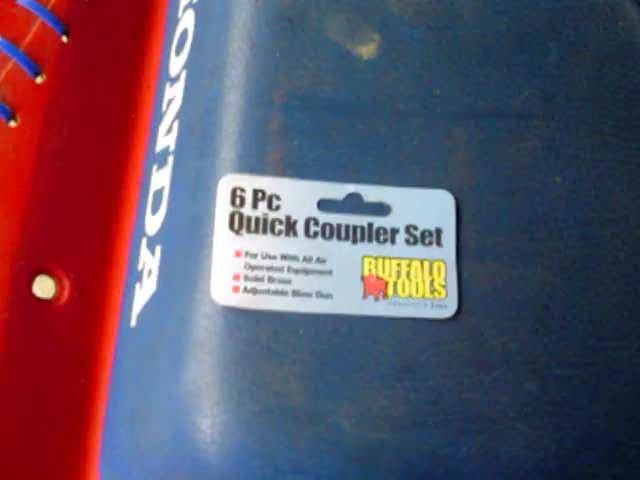 HONDA
6 Pc
Quick Coupler Set
For Use With All Air
Operated Equipment
Solid Brass
Adjustable Blow Gun
BUFFALO
TOOLS